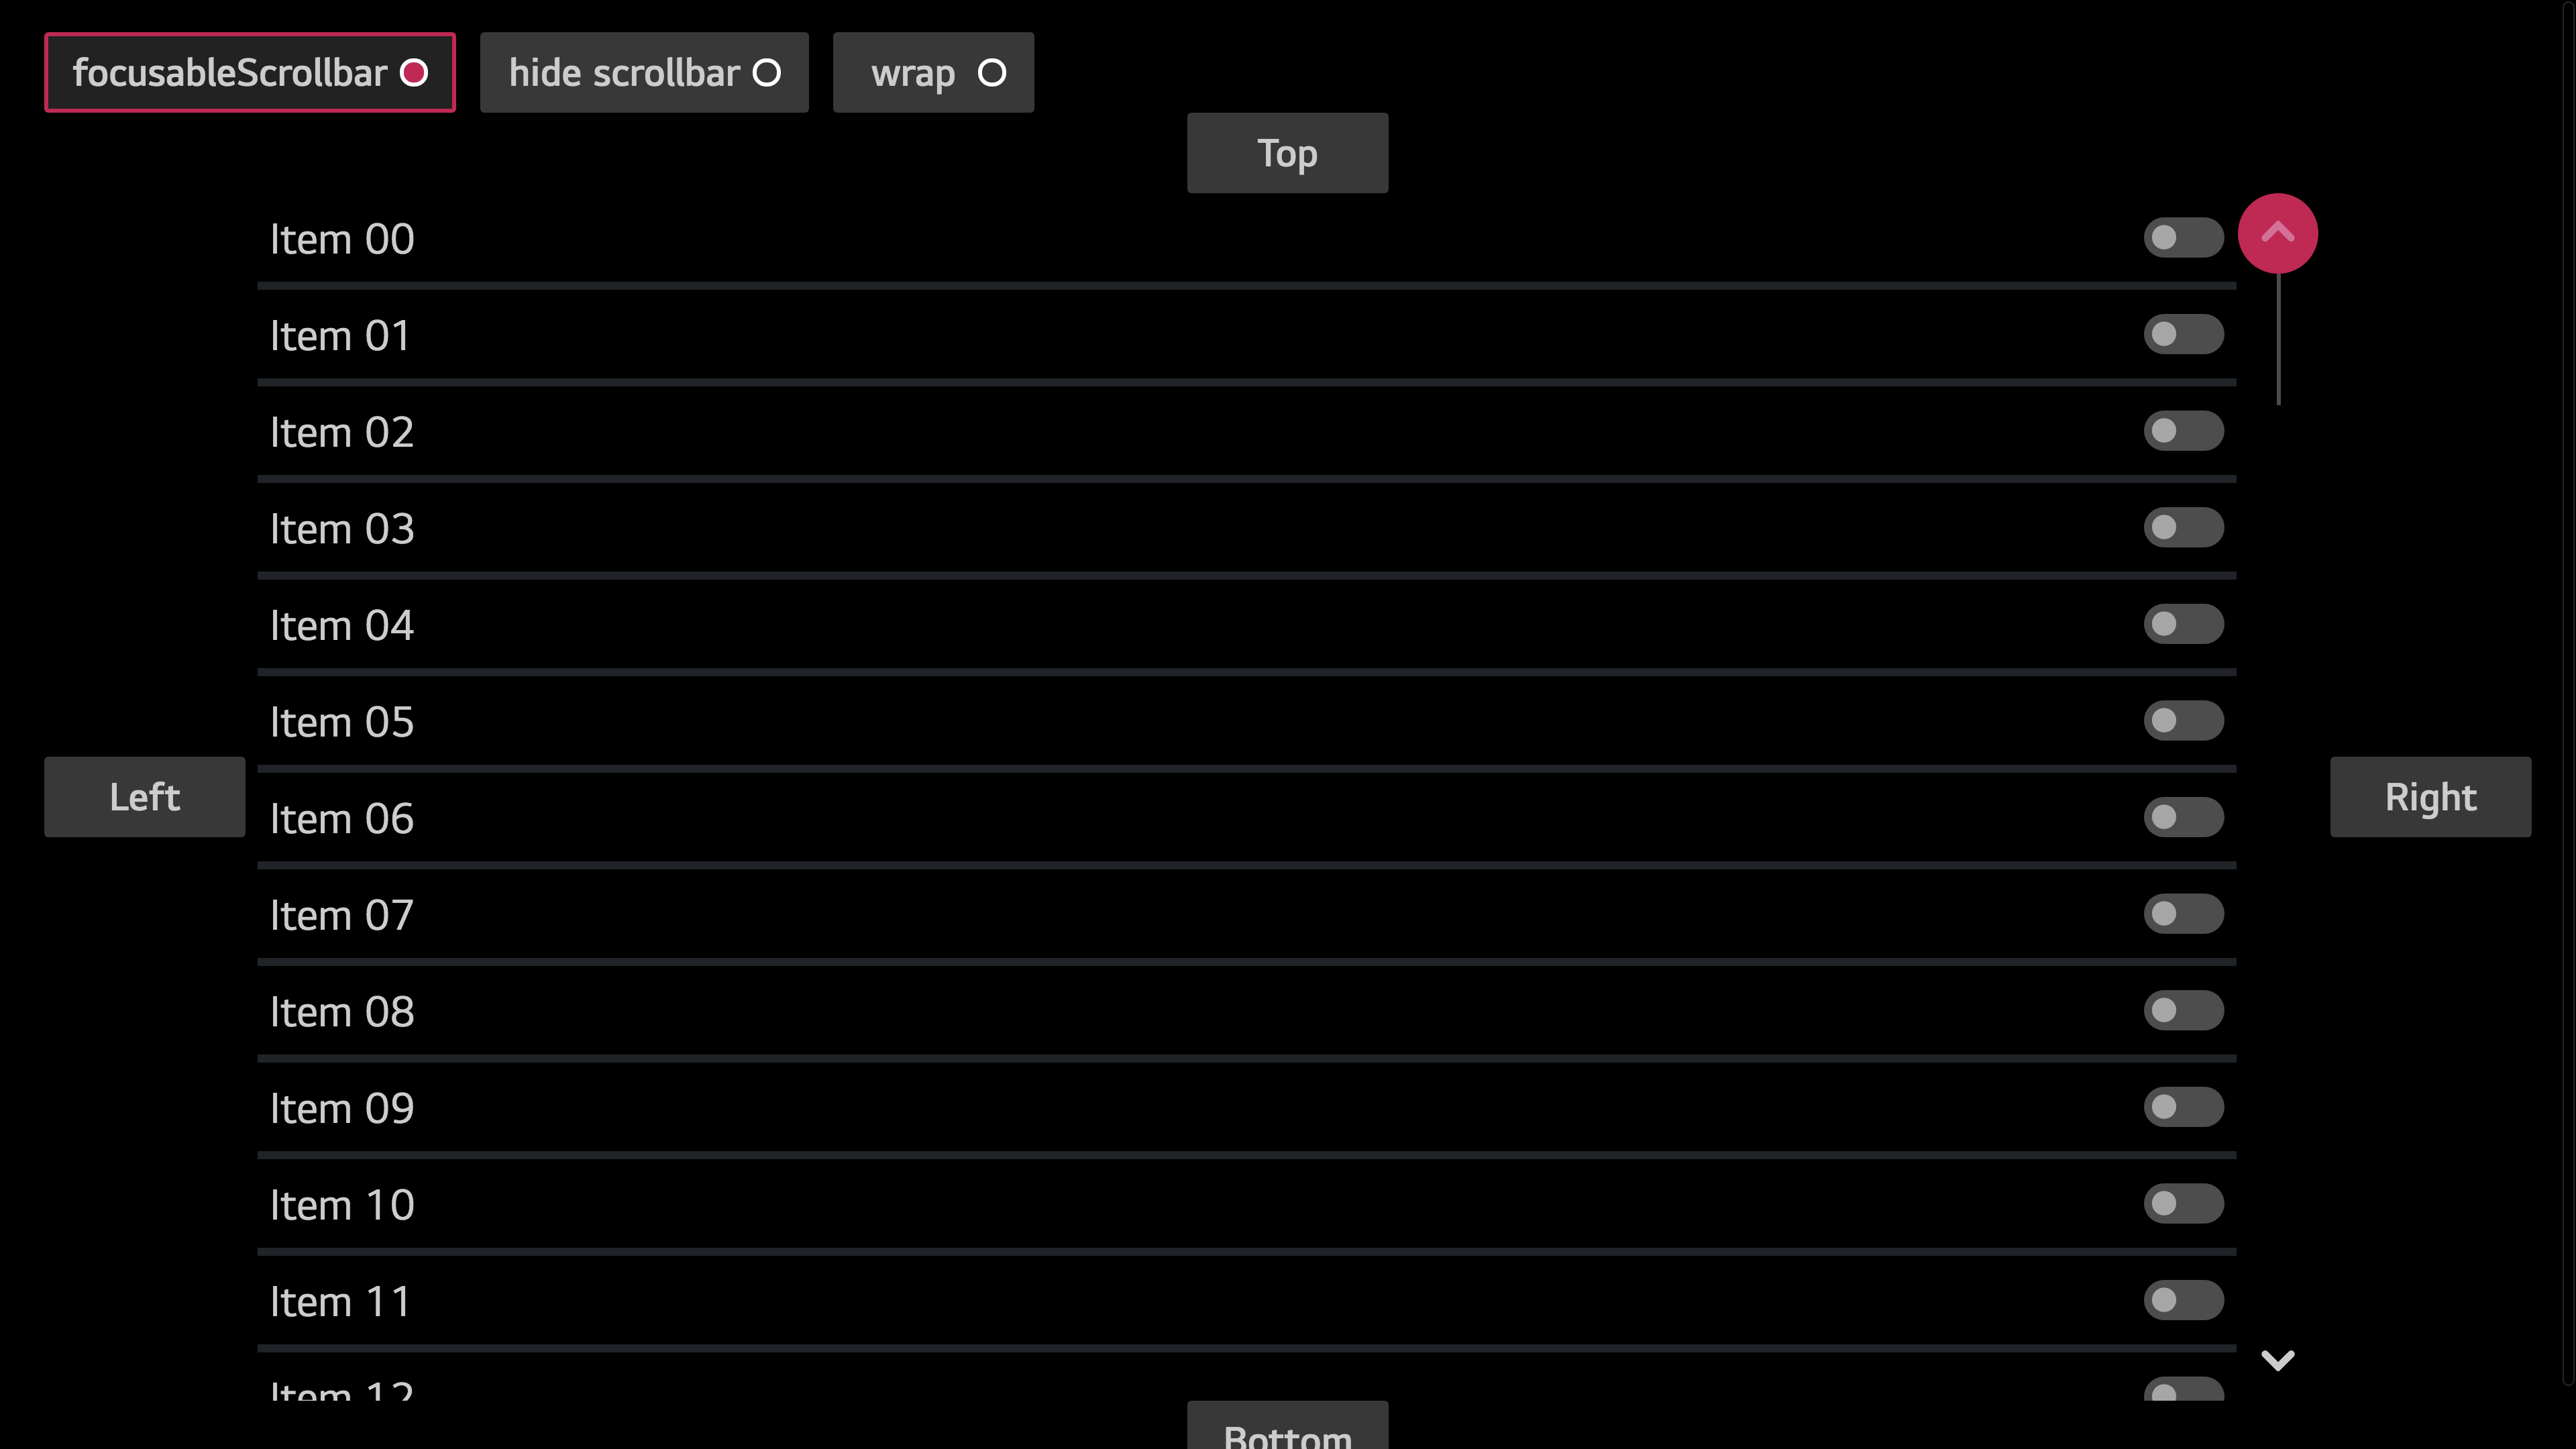 focusableScrollbar
hide scrollbar
wrap
Top
Item 00
Item 01
Item 02
Item 03
Item 04
Item 05
Left
Item 06
Right
Item 07
Item 08
Item 09
Item 10
Item 11
Item 12
Bottom